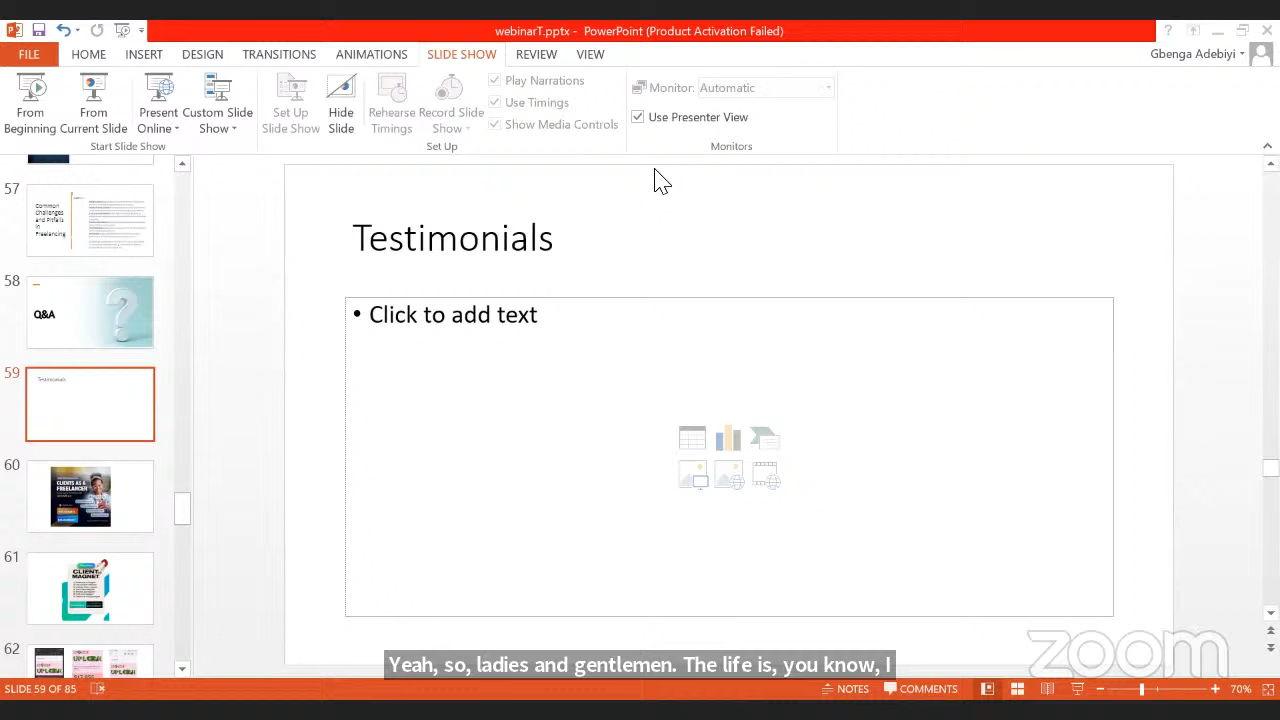 webinarT.pptx - PowerPoint (Product Activation Failed)
FILE HOME INSERT DESIGN TRANSITIONS ANIMATIONS SLIDE SHOW REVIEW VIEW
Gbenga Adebiyi
From Beginning
From Current Slide
Present Online
Custom Slide Show
Start Slide Show
Set Up Slide Show
Hide Slide
Rehearse Timings
Record Slide Show
Play Narrations
Use Timings
Show Media Controls
Set Up
Monitor: Automatic
Use Presenter View
Monitors
57
Common
Challenges
and Pitfalls
in
Freelancing
58
Q&A
59
Testimonials
60
CLIENTS AS A
FREELANCER
61
CLIENT
MAGNET
62
Testimonials
• Click to add text
zoom
Yeah, so, ladies and gentlemen. The life is, you know, I
SLIDE 59 OF 85
NOTES
COMMENTS
70%